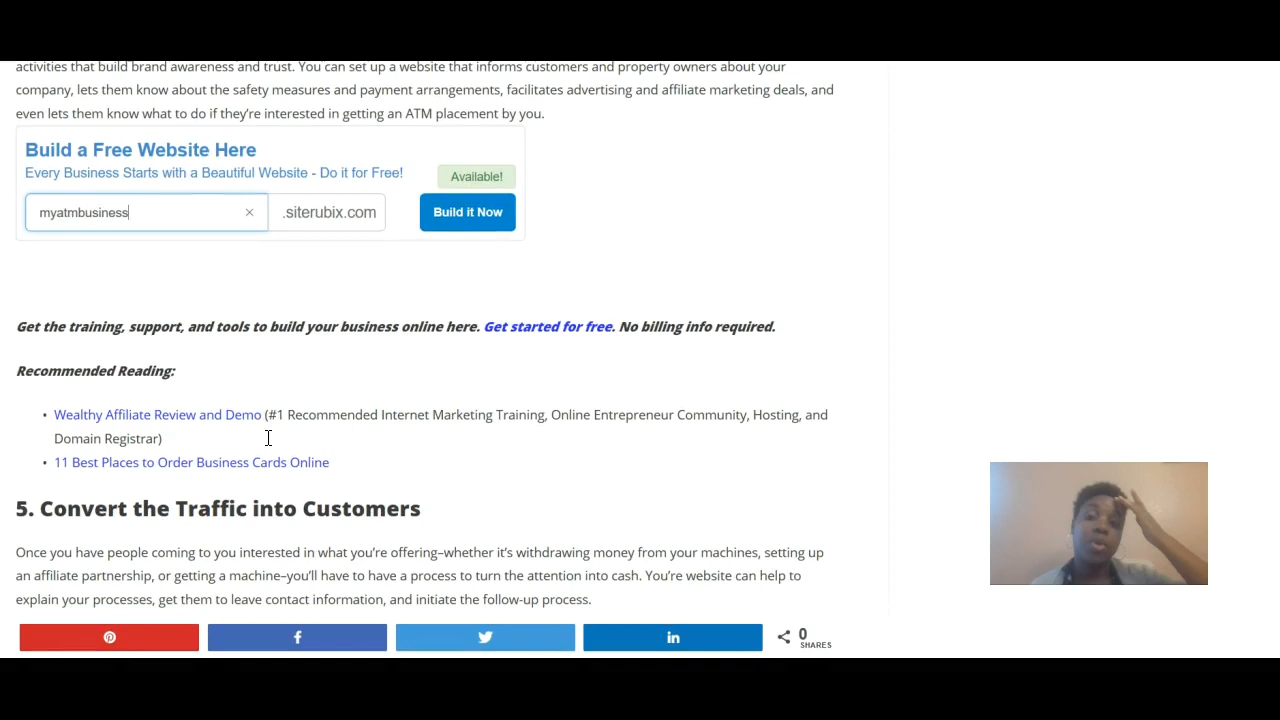 activities that build brand awareness and trust. You can set up a website that informs customers and property owners about your
company, lets them know about the safety measures and payment arrangements, facilitates advertising and affiliate marketing deals, and
even lets them know what to do if they're interested in getting an ATM placement by you.
Build a Free Website Here
Every Business Starts with a Beautiful Website - Do it for Free!
Available!
myatmbusiness
.siterubix.com
Build it Now
Get the training, support, and tools to build your business online here. Get started for free. No billing info required.
Recommended Reading:
• Wealthy Affiliate Review and Demo (#1 Recommended Internet Marketing Training, Online Entrepreneur Community, Hosting, and
Domain Registrar)
• 11 Best Places to Order Business Cards Online
5. Convert the Traffic into Customers
Once you have people coming to you interested in what you're offering–whether it's withdrawing money from your machines, setting up
an affiliate partnership, or getting a machine–you'll have to have a process to turn the attention into cash. You're website can help to
explain your processes, get them to leave contact information, and initiate the follow-up process.
0
SHARES